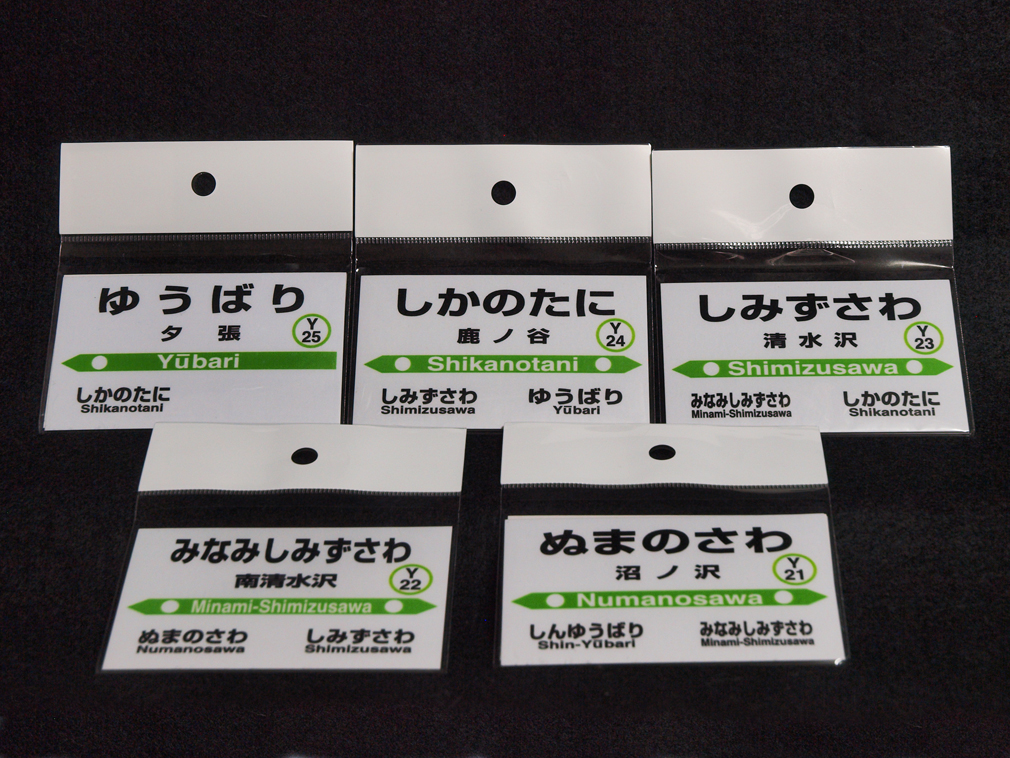 ゆうばり
夕張
Y
25
Yūbari
しかのたに
Shikanotani
しかのたに
鹿ノ谷
Y
24
Shikanotani
しみずさわ ゆうばり
Shimizusawa Yūbari
しみずさわ
清水沢
Y
23
Shimizusawa
みなみしみずさわ しかのたに
Minami-Shimizusawa Shikanotani
みなみしみずさわ
南清水沢
Y
22
Minami-Shimizusawa
ぬまのさわ しみずさわ
Numanosawa Shimizusawa
ぬまのさわ
沼ノ沢
Y
21
Numanosawa
しんゆうばり みなみしみずさわ
Shin-Yūbari Minami-Shimizusawa